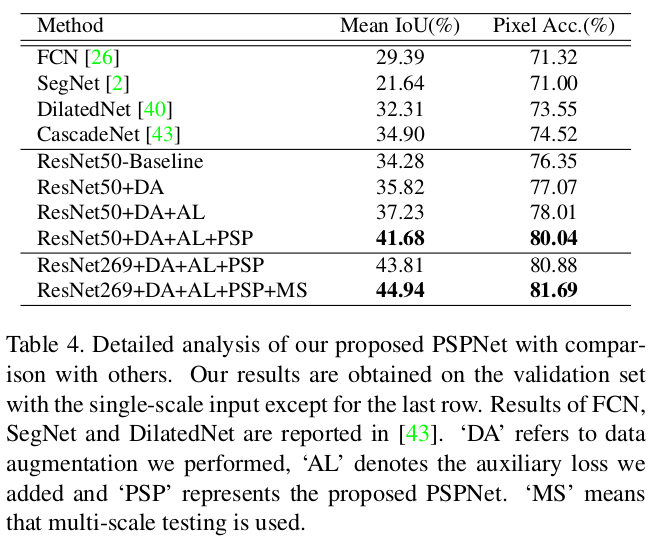 Method Mean IoU(%) Pixel Acc.(%)
FCN [26] 29.39 71.32
SegNet [2] 21.64 71.00
DilatedNet [40] 32.31 73.55
CascadeNet [43] 34.90 74.52
ResNet50-Baseline 34.28 76.35
ResNet50+DA 35.82 77.07
ResNet50+DA+AL 37.23 78.01
ResNet50+DA+AL+PSP 41.68 80.04
ResNet269+DA+AL+PSP 43.81 80.88
ResNet269+DA+AL+PSP+MS 44.94 81.69
Table 4. Detailed analysis of our proposed PSPNet with compar-
ison with others. Our results are obtained on the validation set
with the single-scale input except for the last row. Results of FCN,
SegNet and DilatedNet are reported in [43]. ‘DA’ refers to data
augmentation we performed, ‘AL’ denotes the auxiliary loss we
added and ‘PSP’ represents the proposed PSPNet. ‘MS’ means
that multi-scale testing is used.